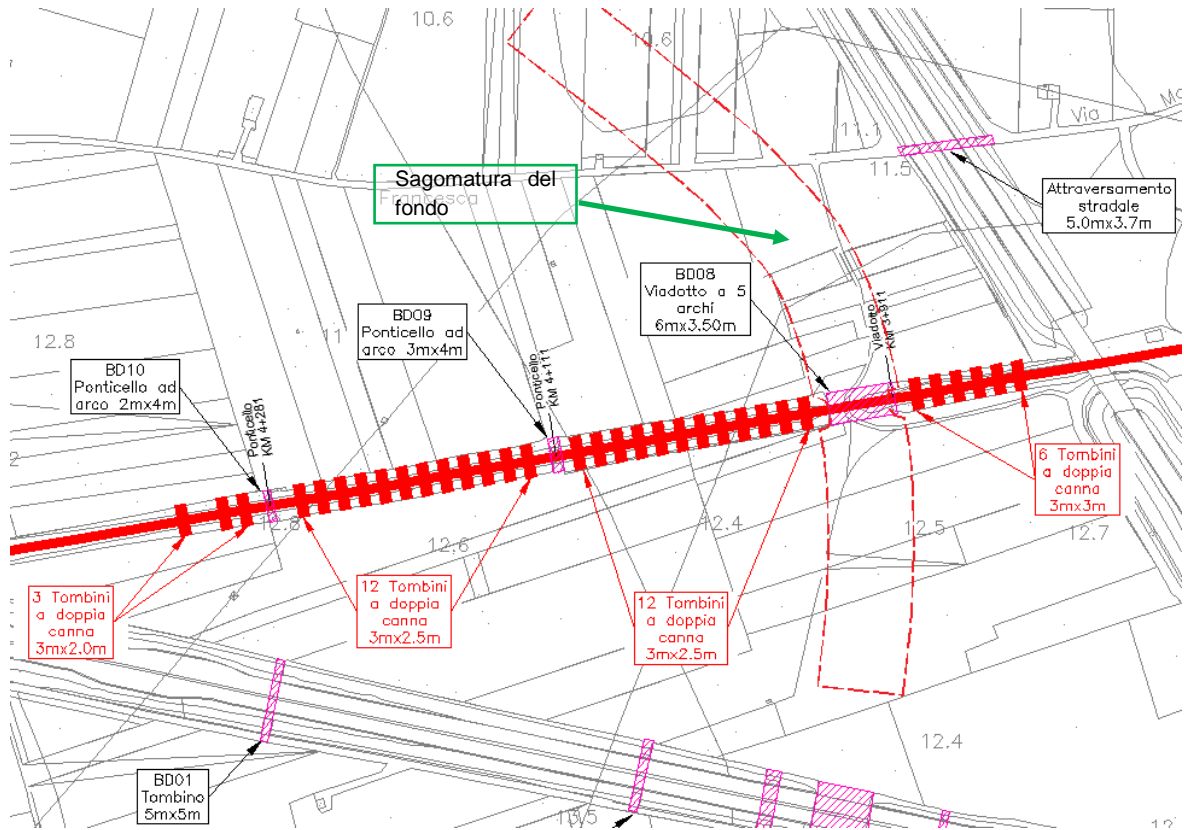 10.6
10.6
11.1
Via
11.5
Sagomatura del
fondo
Francesca
Attraversamento
stradale
5.0mx3.7m
BD08
Viadotto a 5
archi
6mx3.50m
Viadotto
KM 3+911
BD09
Ponticello ad
arco 3mx4m
Ponticello
KM 4+111
12.8
11
BD10
Ponticello ad
arco 2mx4m
Ponticello
KM 4+281
2
12.8
12.6
12.4
12.5
12.7
6 Tombini
a doppia
canna
3mx3m
3 Tombini
a doppia
canna
3mx2.0m
12 Tombini
a doppia
canna
3mx2.5m
12 Tombini
a doppia
canna
3mx2.5m
12.4
BD01
Tombino
5mx5m
12